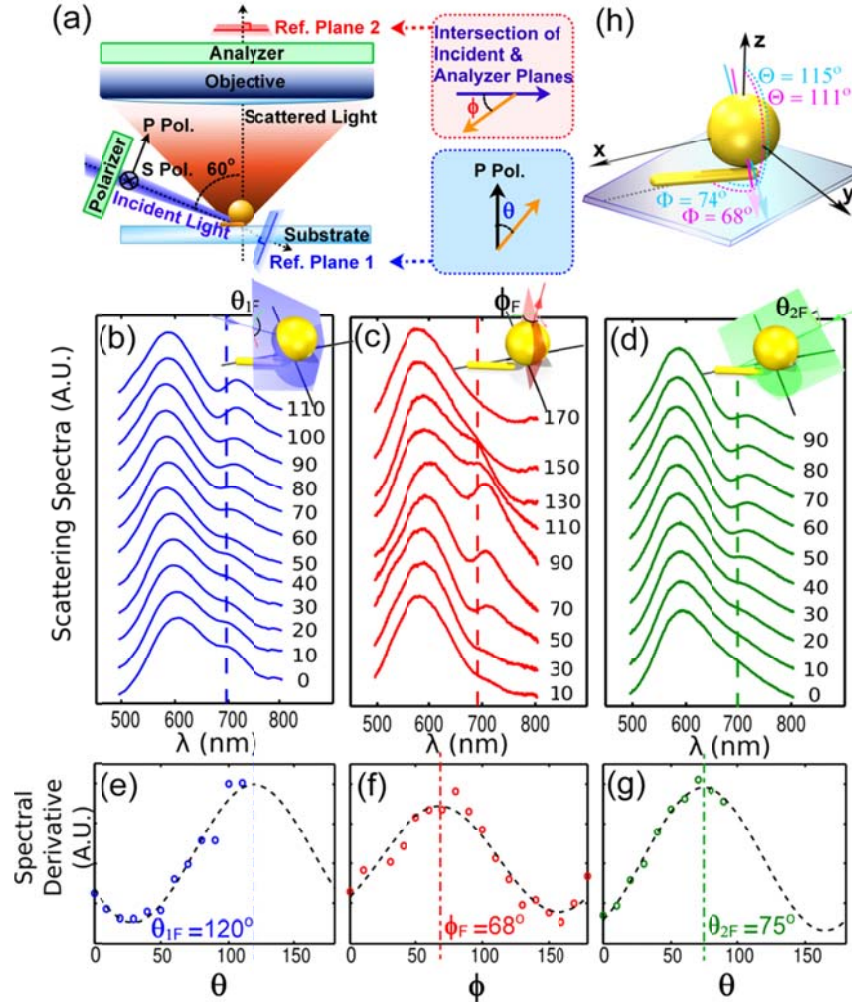 (a)
Ref. Plane 2
Analyzer
Objective
Scattered Light
P Pol.
S Pol.
60°
Polarizer
Incident Light
Substrate
Ref. Plane 1
Intersection of
Incident &
Analyzer Planes
ϕ
P Pol.
θ
(h)
z
Θ = 115°
Θ = 111°
x
y
Φ = 74°
Φ = 68°
Scattering Spectra (A.U.)
(b)
θ1F
110
100
90
80
70
60
50
40
30
20
10
0
500 600 700 800
λ (nm)
(c)
ϕF
170
150
130
110
90
70
50
30
10
500 600 700 800
λ (nm)
(d)
θ2F
90
80
70
60
50
40
30
20
10
0
500 600 700 800
λ (nm)
Spectral
Derivative
(A.U.)
(e)
θ1F=120°
0 50 100 150
θ
(f)
ϕF=68°
0 50 100 150
ϕ
(g)
θ2F=75°
0 50 100 150
θ